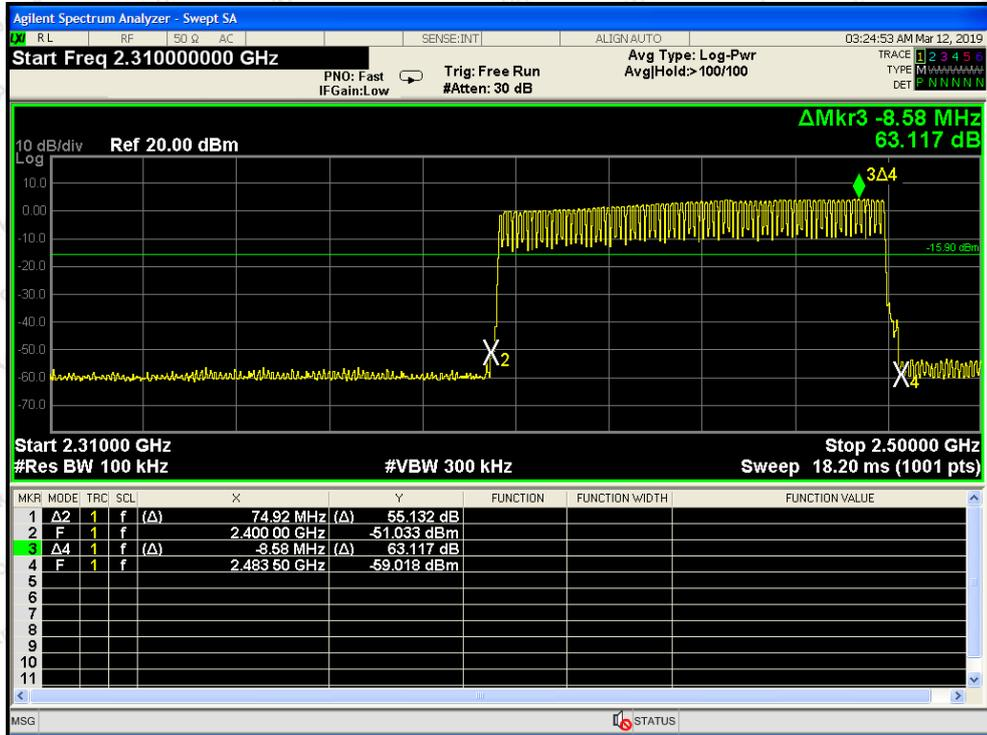 Agilent Spectrum Analyzer - Swept SA
LXI RL RF 50 Ω AC SENSE:INT ALIGN AUTO 03:24:53 AM Mar 12, 2019
Start Freq 2.310000000 GHz
PNO: Fast
IFGain:Low
Trig: Free Run
#Atten: 30 dB
Avg Type: Log-Pwr
Avg|Hold:>100/100
TRACE 1 2 3 4 5 6
TYPE M
DET P N N N N N
ΔMkr3 -8.58 MHz
63.117 dB
10 dB/div Ref 20.00 dBm
Log
3Δ4
10.0
0.00
-10.0
-15.90 dBm
-20.0
-30.0
-40.0
-50.0
2
-60.0
4
-70.0
Start 2.31000 GHz Stop 2.50000 GHz
#Res BW 100 kHz #VBW 300 kHz Sweep 18.20 ms (1001 pts)
MKR MODE TRC SCL X Y FUNCTION FUNCTION WIDTH FUNCTION VALUE
1 Δ2 1 f (Δ) 74.92 MHz (Δ) 55.132 dB
2 F 1 f 2.400 00 GHz -51.033 dBm
3 Δ4 1 f (Δ) -8.58 MHz (Δ) 63.117 dB
4 F 1 f 2.483 50 GHz -59.018 dBm
5
6
7
8
9
10
11
MSG STATUS